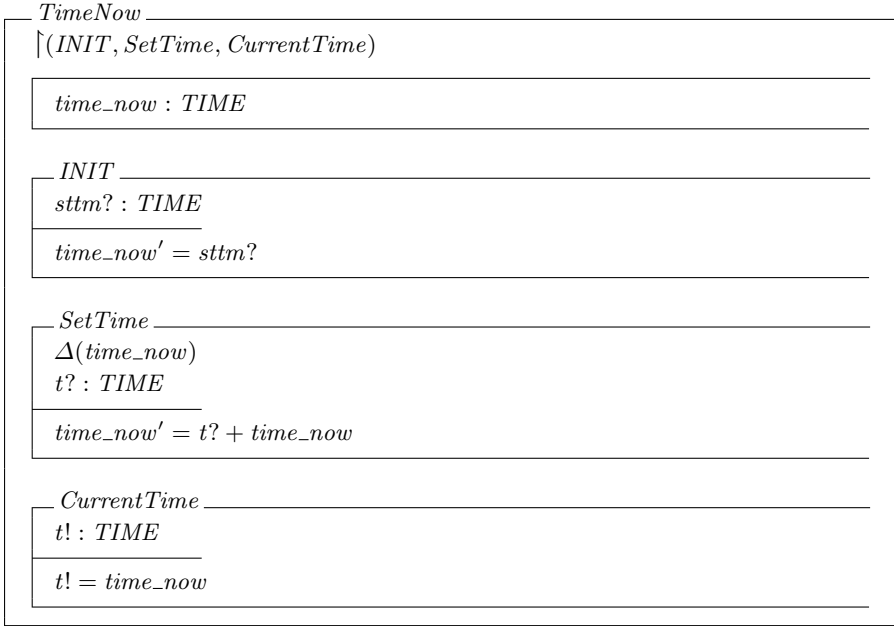 TimeNow
↾(INIT, SetTime, CurrentTime)
time_now : TIME
INIT
sttm? : TIME
time_now′ = sttm?
SetTime
Δ(time_now)
t? : TIME
time_now′ = t? + time_now
CurrentTime
t! : TIME
t! = time_now